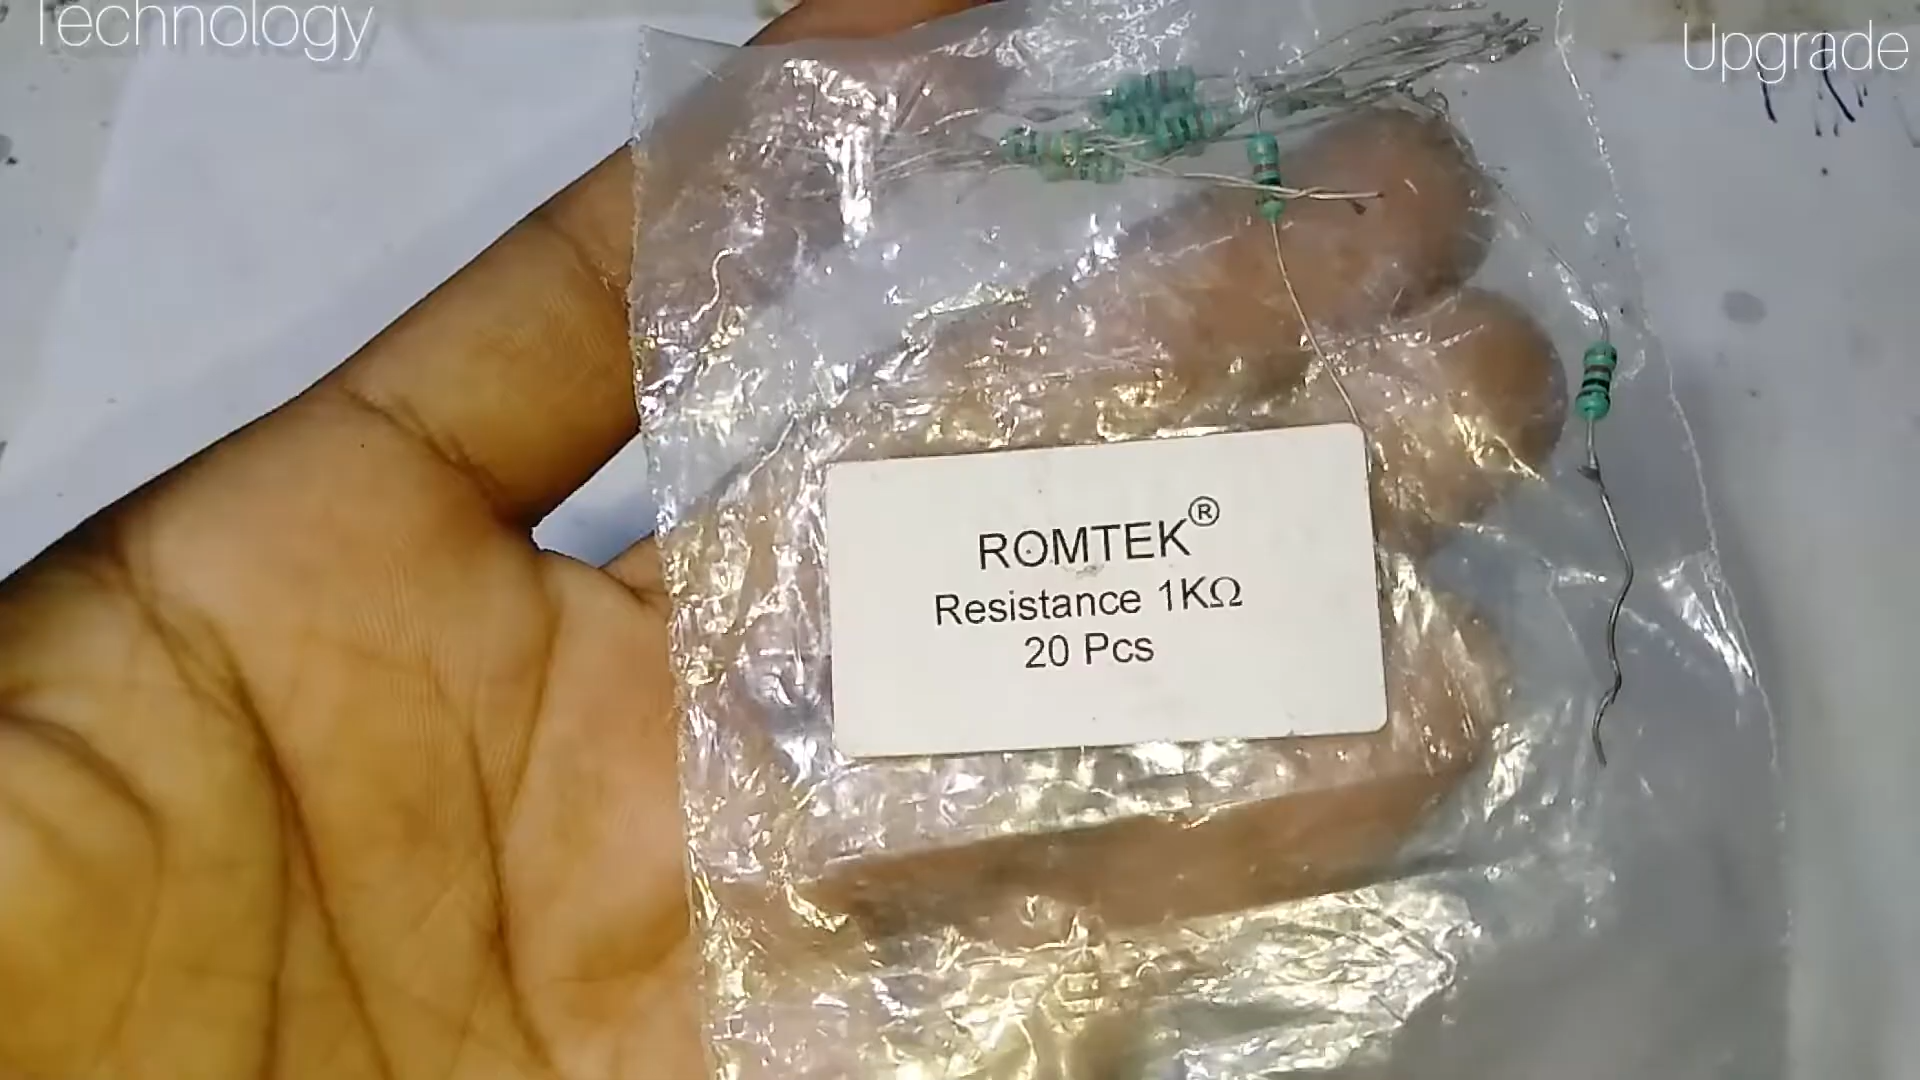 Technology
Upgrade
ROMTEK®
Resistance 1KΩ
20 Pcs